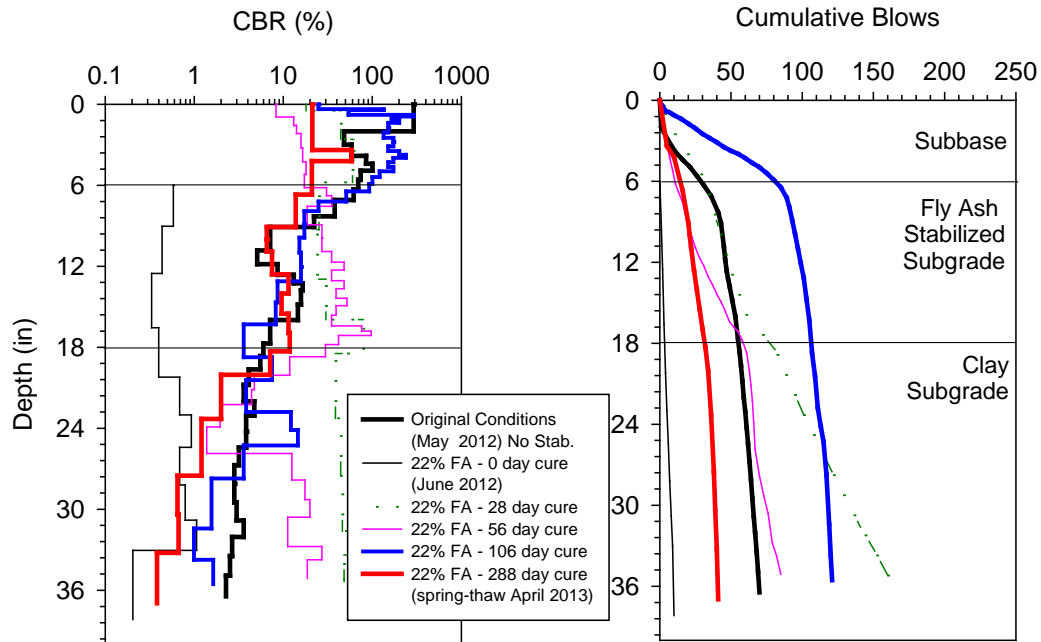 CBR (%)
0.1 1 10 100 1000
Depth (in)
0
6
12
18
24
30
36
Original Conditions
(May 2012) No Stab.
22% FA - 0 day cure
(June 2012)
22% FA - 28 day cure
22% FA - 56 day cure
22% FA - 106 day cure
22% FA - 288 day cure
(spring-thaw April 2013)
Cumulative Blows
0 50 100 150 200 250
0
6
12
18
24
30
36
Subbase
Fly Ash
Stabilized
Subgrade
Clay
Subgrade